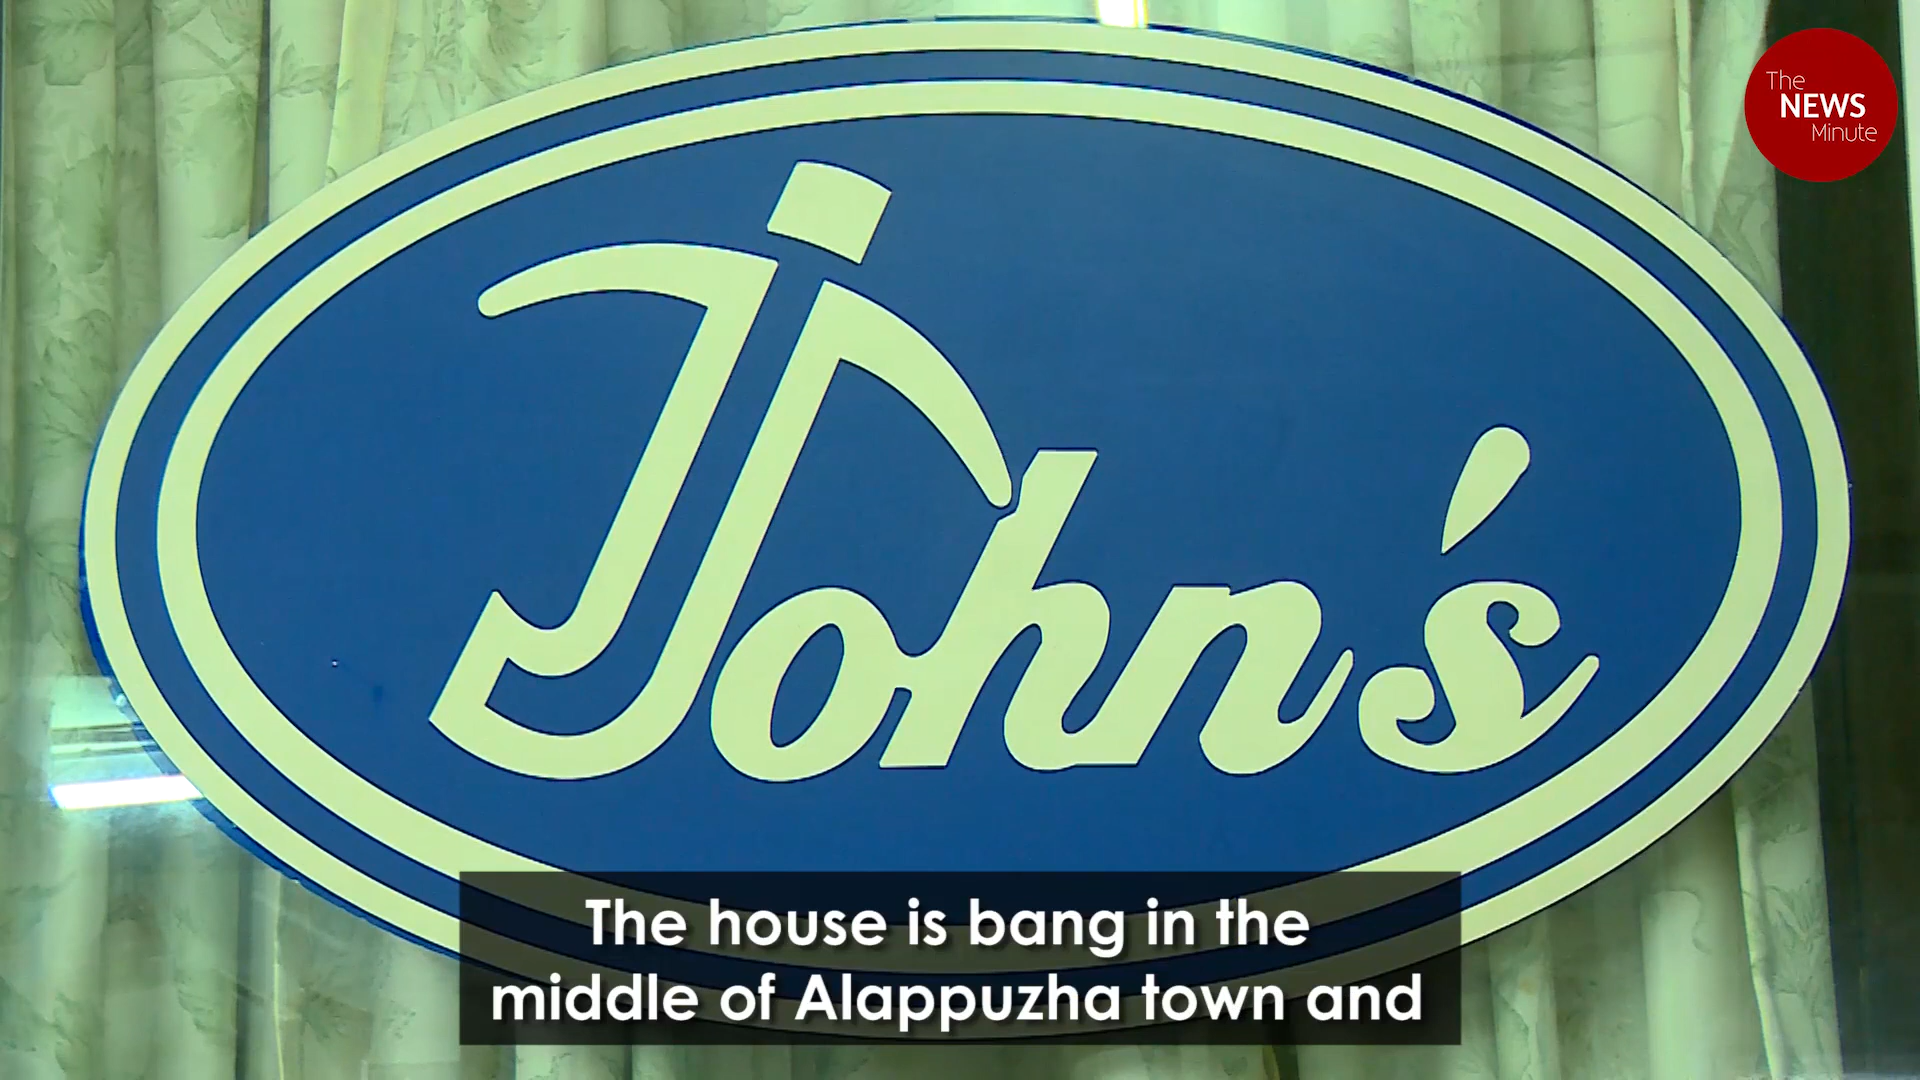 The
NEWS
Minute
John's
The house is bang in the
middle of Alappuzha town and